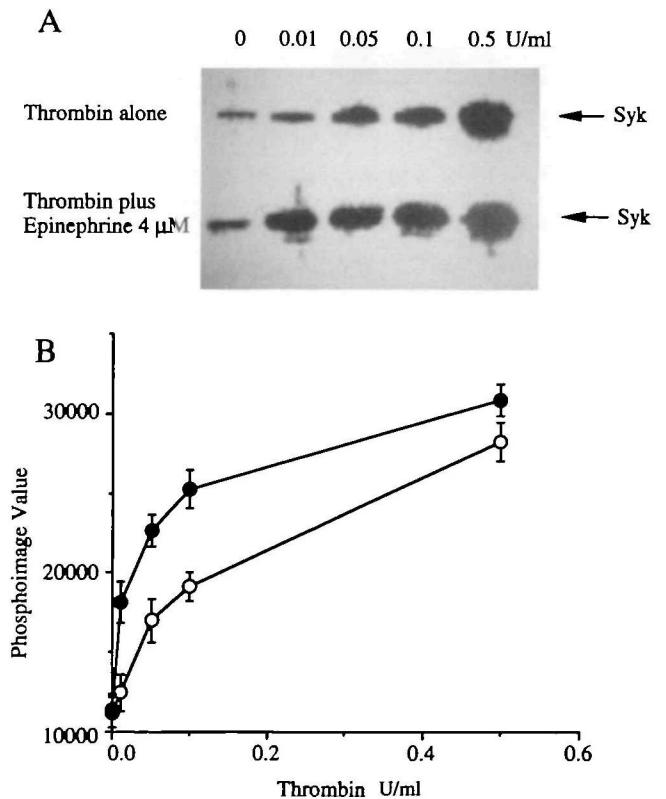 A
0 0.01 0.05 0.1 0.5 U/ml
Thrombin alone
Syk
Thrombin plus
Epinephrine 4 µM
Syk
B
30000
20000
10000
Phosphoimage Value
0.0 0.2 0.4 0.6
Thrombin U/ml